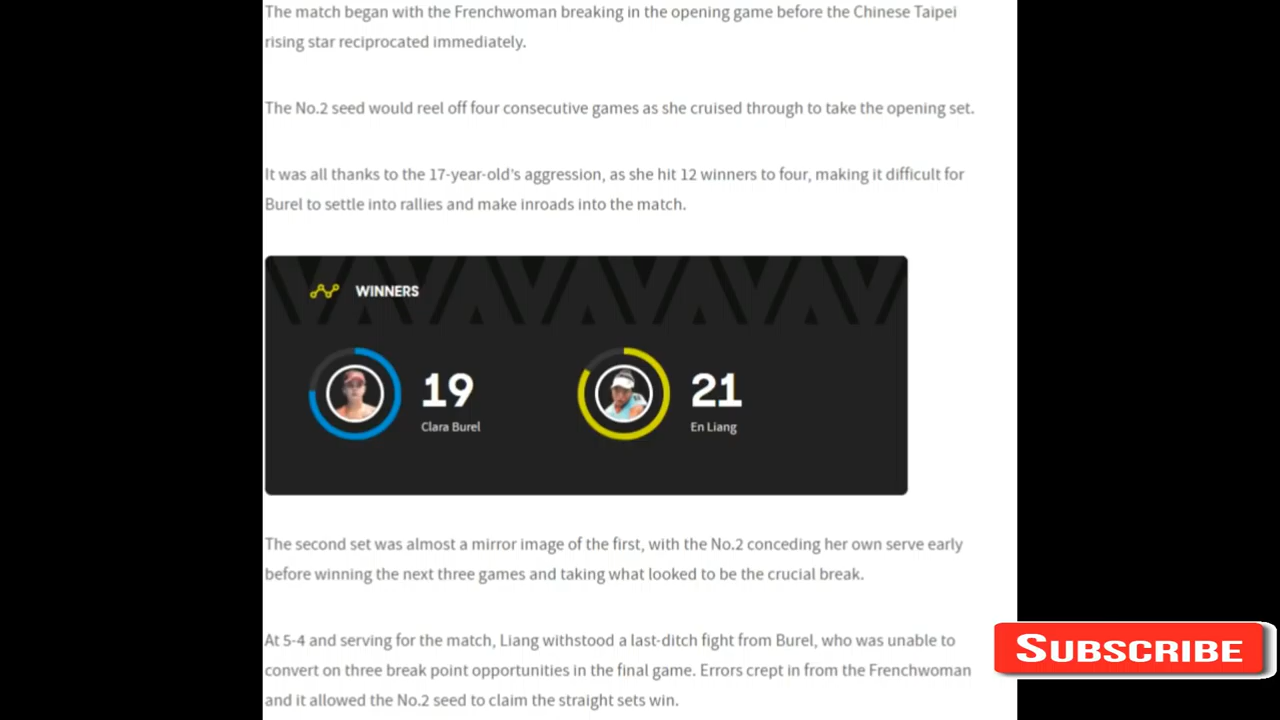 The match began with the Frenchwoman breaking in the opening game before the Chinese Taipei
rising star reciprocated immediately.
The No.2 seed would reel off four consecutive games as she cruised through to take the opening set.
It was all thanks to the 17-year-old's aggression, as she hit 12 winners to four, making it difficult for
Burel to settle into rallies and make inroads into the match.
WINNERS
19
Clara Burel
21
En Liang
The second set was almost a mirror image of the first, with the No.2 conceding her own serve early
before winning the next three games and taking what looked to be the crucial break.
At 5-4 and serving for the match, Liang withstood a last-ditch fight from Burel, who was unable to
convert on three break point opportunities in the final game. Errors crept in from the Frenchwoman
and it allowed the No.2 seed to claim the straight sets win.
SUBSCRIBE